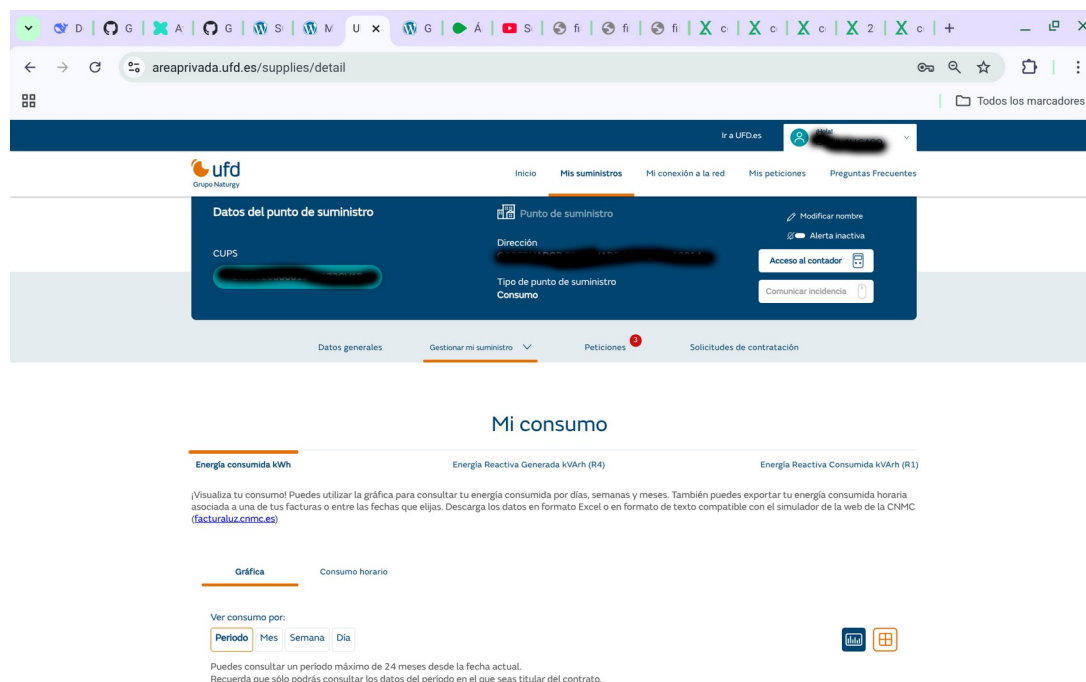 D G A G S M U G Á S fi fi fi c c c 2 c
areaprivada.ufd.es/supplies/detail
Todos los marcadores
Ir a UFD.es
¡Hola!
ufd
Grupo Naturgy
Inicio Mis suministros Mi conexión a la red Mis peticiones Preguntas Frecuentes
Datos del punto de suministro
Punto de suministro
Modificar nombre
Alerta inactiva
CUPS
Dirección
Acceso al contador
Tipo de punto de suministro
Consumo
Comunicar incidencia
Datos generales Gestionar mi suministro Peticiones 3 Solicitudes de contratación
Mi consumo
Energía consumida kWh Energía Reactiva Generada kVArh (R4) Energía Reactiva Consumida kVArh (R1)
¡Visualiza tu consumo! Puedes utilizar la gráfica para consultar tu energía consumida por días, semanas y meses. También puedes exportar tu energía consumida horaria
asociada a una de tus facturas o entre las fechas que elijas. Descarga los datos en formato Excel o en formato de texto compatible con el simulador de la web de la CNMC
(facturaluz.cnmc.es)
Gráfica Consumo horario
Ver consumo por:
Periodo Mes Semana Día
Puedes consultar un período máximo de 24 meses desde la fecha actual.
Recuerda que sólo podrás consultar los datos del período en el que seas titular del contrato.